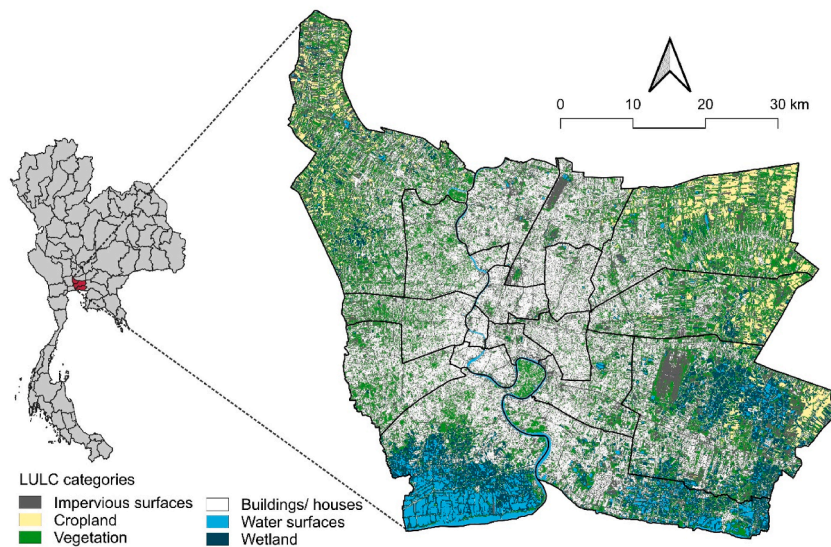 0 10 20 30 km
LULC categories
Impervious surfaces
Cropland
Vegetation
Buildings/ houses
Water surfaces
Wetland